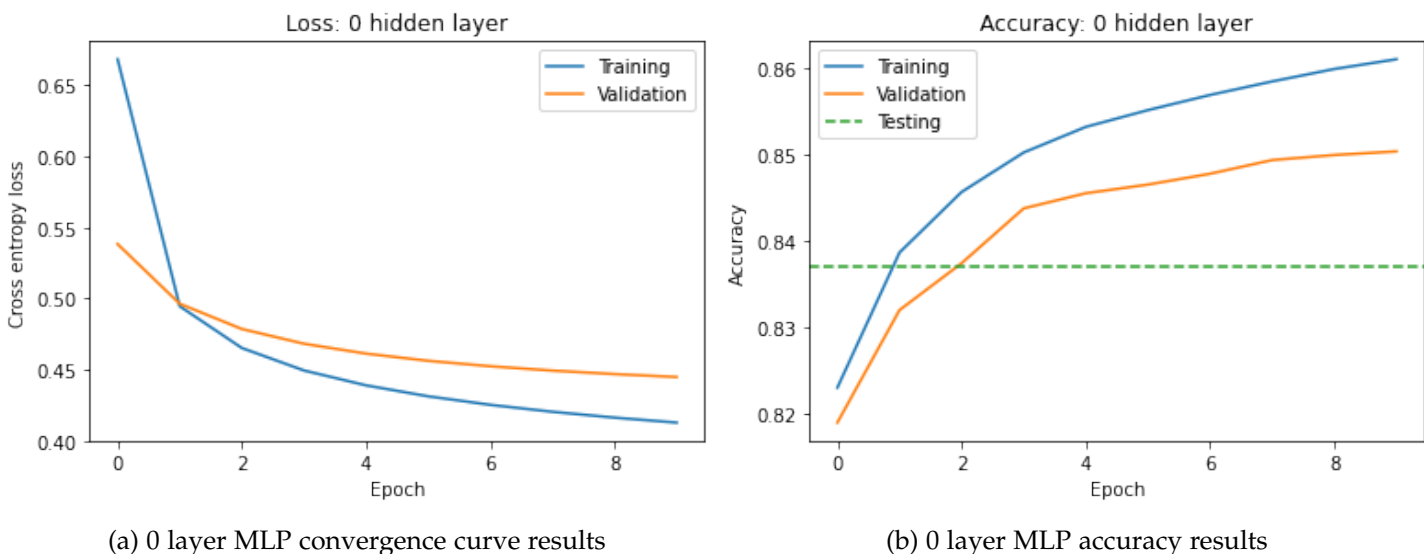 Loss: 0 hidden layer
Cross entropy loss
0.65
0.60
0.55
0.50
0.45
0.40
Training
Validation
0
2
4
6
8
Epoch
(a) 0 layer MLP convergence curve results
Accuracy: 0 hidden layer
Accuracy
0.86
0.85
0.84
0.83
0.82
Training
Validation
Testing
0
2
4
6
8
Epoch
(b) 0 layer MLP accuracy results